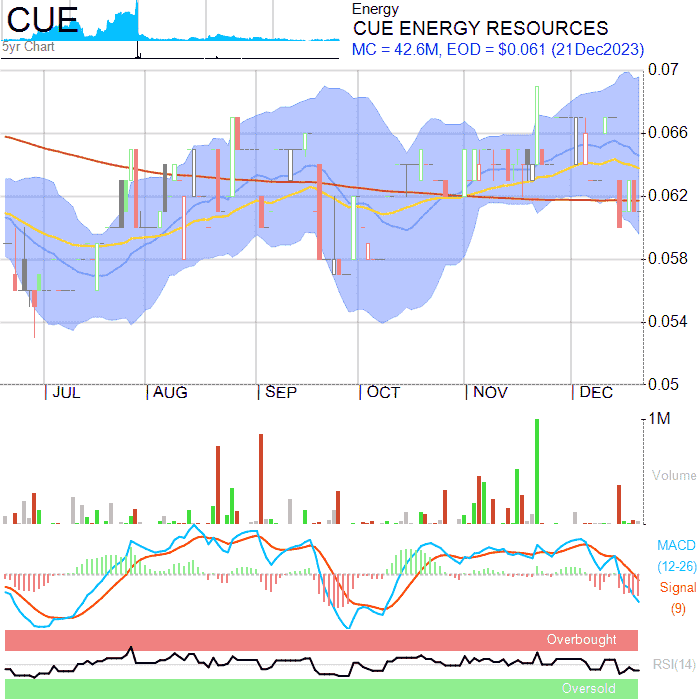 CUE
5yr Chart
Energy
CUE ENERGY RESOURCES
MC = 42.6M, EOD = $0.061 (21Dec2023)
0.07
0.066
0.062
0.058
0.054
0.05
JUL AUG SEP OCT NOV DEC
1M
Volume
MACD
(12-26)
Signal
(9)
Overbought
RSI(14)
Oversold